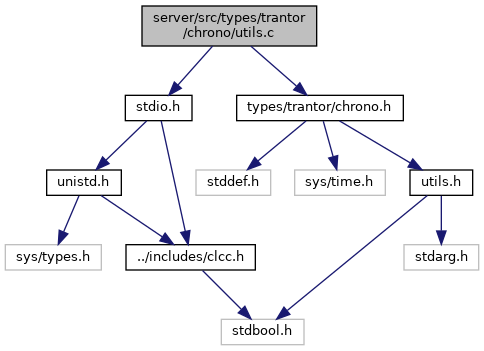 server/src/types/trantor
/chrono/utils.c
stdio.h
types/trantor/chrono.h
unistd.h
stddef.h
sys/time.h
utils.h
sys/types.h
../includes/clcc.h
stdarg.h
stdbool.h